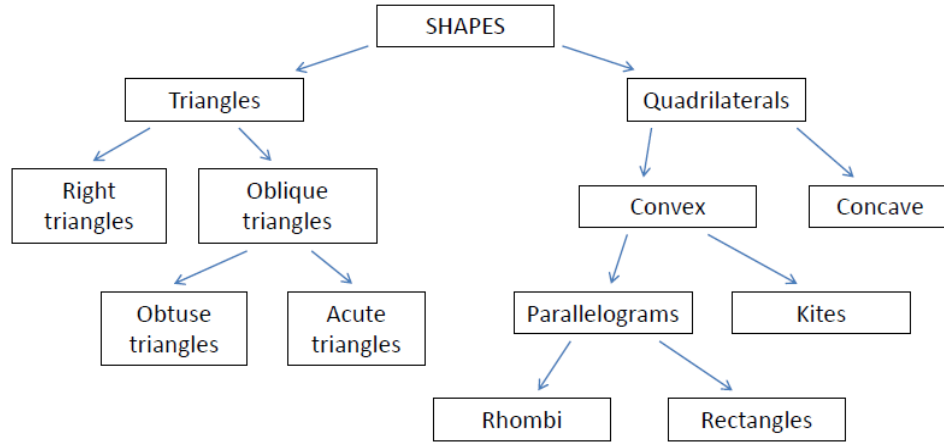 SHAPES
Triangles
Quadrilaterals
Right
triangles
Oblique
triangles
Convex
Concave
Obtuse
triangles
Acute
triangles
Parallelograms
Kites
Rhombi
Rectangles